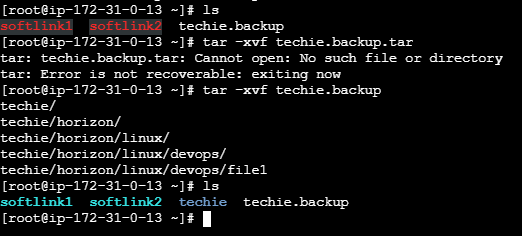 [root@ip-172-31-0-13 ~]# ls
softlink1  softlink2  techie.backup
[root@ip-172-31-0-13 ~]# tar -xvf techie.backup.tar
tar: techie.backup.tar: Cannot open: No such file or directory
tar: Error is not recoverable: exiting now
[root@ip-172-31-0-13 ~]# tar -xvf techie.backup
techie/
techie/horizon/
techie/horizon/linux/
techie/horizon/linux/devops/
techie/horizon/linux/devops/file1
[root@ip-172-31-0-13 ~]# ls
softlink1  softlink2  techie  techie.backup
[root@ip-172-31-0-13 ~]#